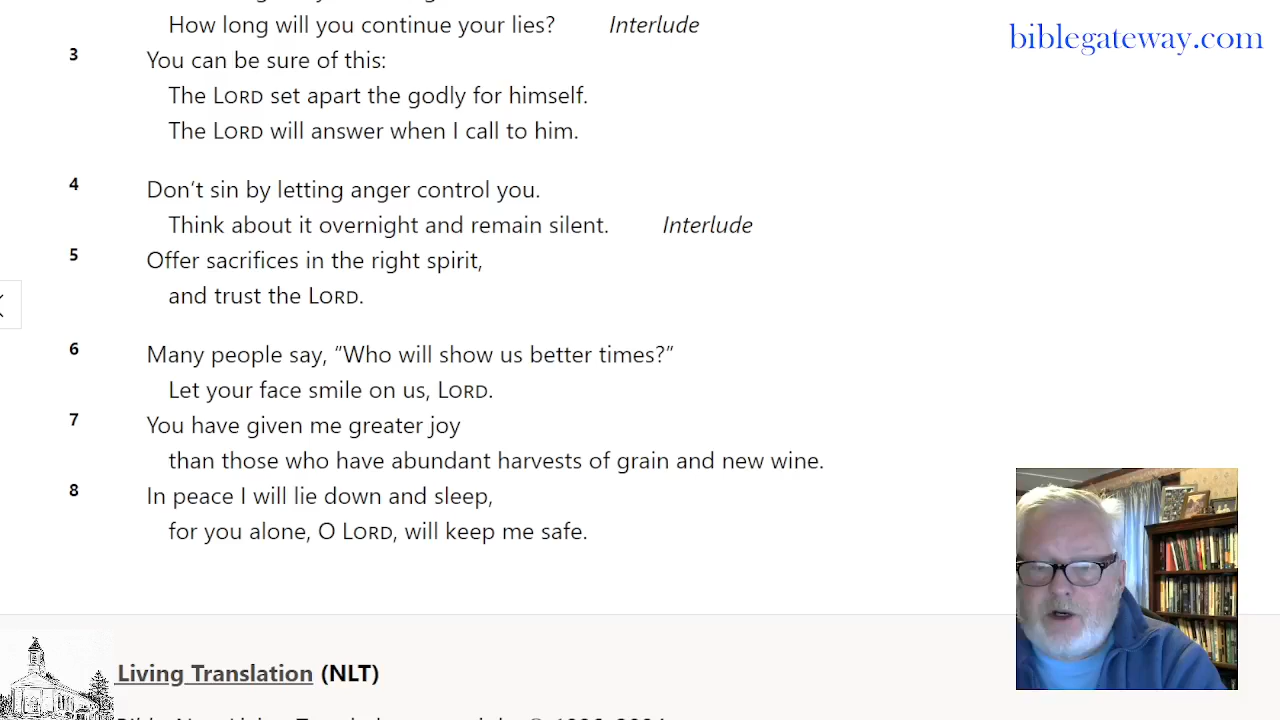 How long will you continue your lies? Interlude
biblegateway.com
3 You can be sure of this:
The LORD set apart the godly for himself.
The LORD will answer when I call to him.
4 Don’t sin by letting anger control you.
Think about it overnight and remain silent. Interlude
5 Offer sacrifices in the right spirit,
and trust the LORD.
6 Many people say, “Who will show us better times?”
Let your face smile on us, LORD.
7 You have given me greater joy
than those who have abundant harvests of grain and new wine.
8 In peace I will lie down and sleep,
for you alone, O LORD, will keep me safe.
Living Translation (NLT)